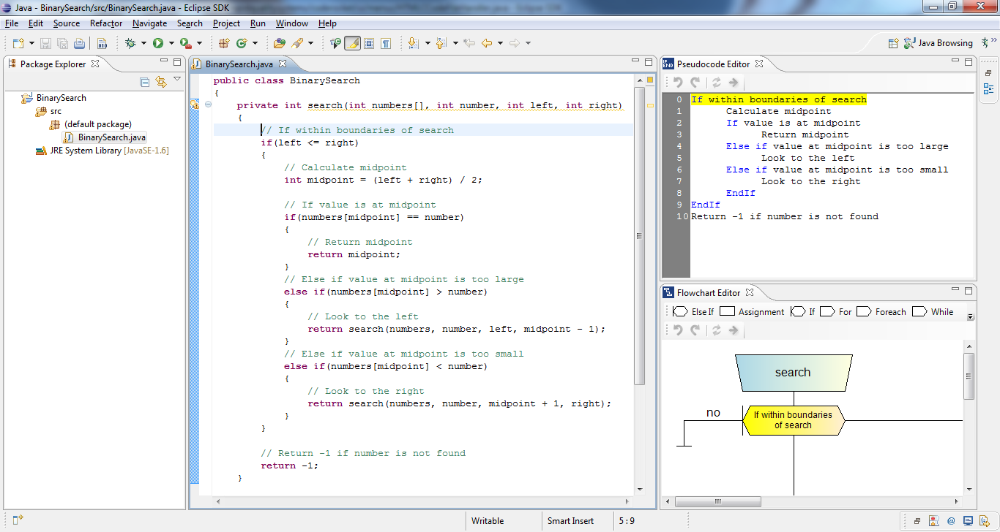 Java - BinarySearch/src/BinarySearch.java - Eclipse SDK
File Edit Source Refactor Navigate Search Project Run Window Help
010
Java Browsing
Package Explorer
BinarySearch
src
(default package)
BinarySearch.java
JRE System Library [JavaSE-1.6]
BinarySearch.java
public class BinarySearch
{
private int search(int numbers[], int number, int left, int right)
{
// If within boundaries of search
if(left <= right)
{
// Calculate midpoint
int midpoint = (left + right) / 2;
// If value is at midpoint
if(numbers[midpoint] == number)
{
// Return midpoint
return midpoint;
}
// Else if value at midpoint is too large
else if(numbers[midpoint] > number)
{
// Look to the left
return search(numbers, number, left, midpoint - 1);
}
// Else if value at midpoint is too small
else if(numbers[midpoint] < number)
{
// Look to the right
return search(numbers, number, midpoint + 1, right);
}
}
// Return -1 if number is not found
return -1;
}
Pseudocode Editor
0 If within boundaries of search
1 Calculate midpoint
2 If value is at midpoint
3 Return midpoint
4 Else if value at midpoint is too large
5 Look to the left
6 Else if value at midpoint is too small
7 Look to the right
8 EndIf
9 EndIf
10 Return -1 if number is not found
Flowchart Editor
Else If Assignment If For Foreach While
search
no
If within boundaries
of search
Writable Smart Insert 5:9